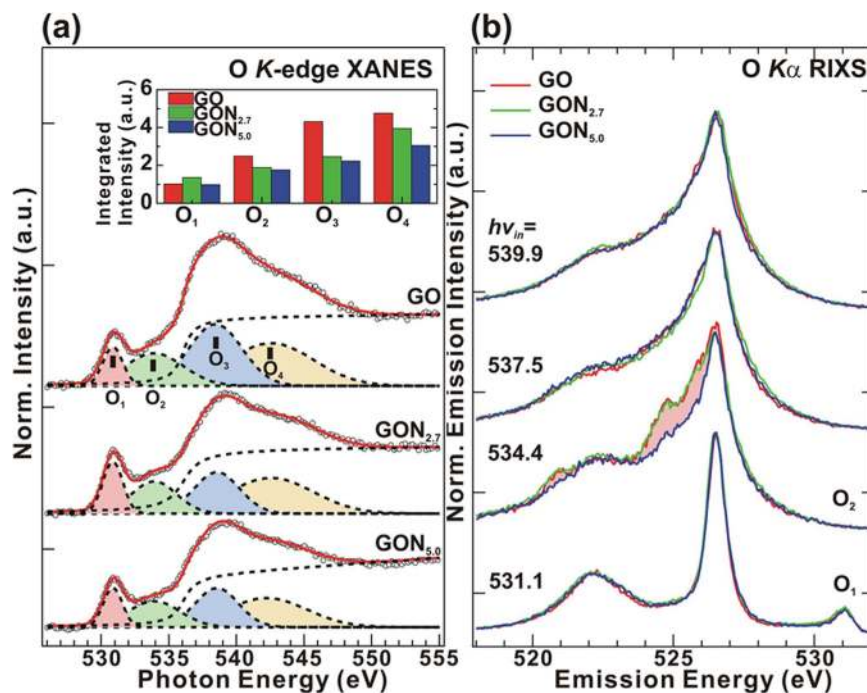 (a)
O K-edge XANES
Integrated
Intensity (a.u.)
6
4
2
0
GO
GON2.7
GON5.0
O1 O2 O3 O4
Norm. Intensity (a.u.)
GO
O1 O2 O3 O4
GON2.7
GON5.0
530 535 540 545 550 555
Photon Energy (eV)
(b)
O Kα RIXS
GO
GON2.7
GON5.0
Norm. Emission Intensity (a.u.)
hνin=
539.9
537.5
534.4
O2
531.1
O1
520 525 530
Emission Energy (eV)